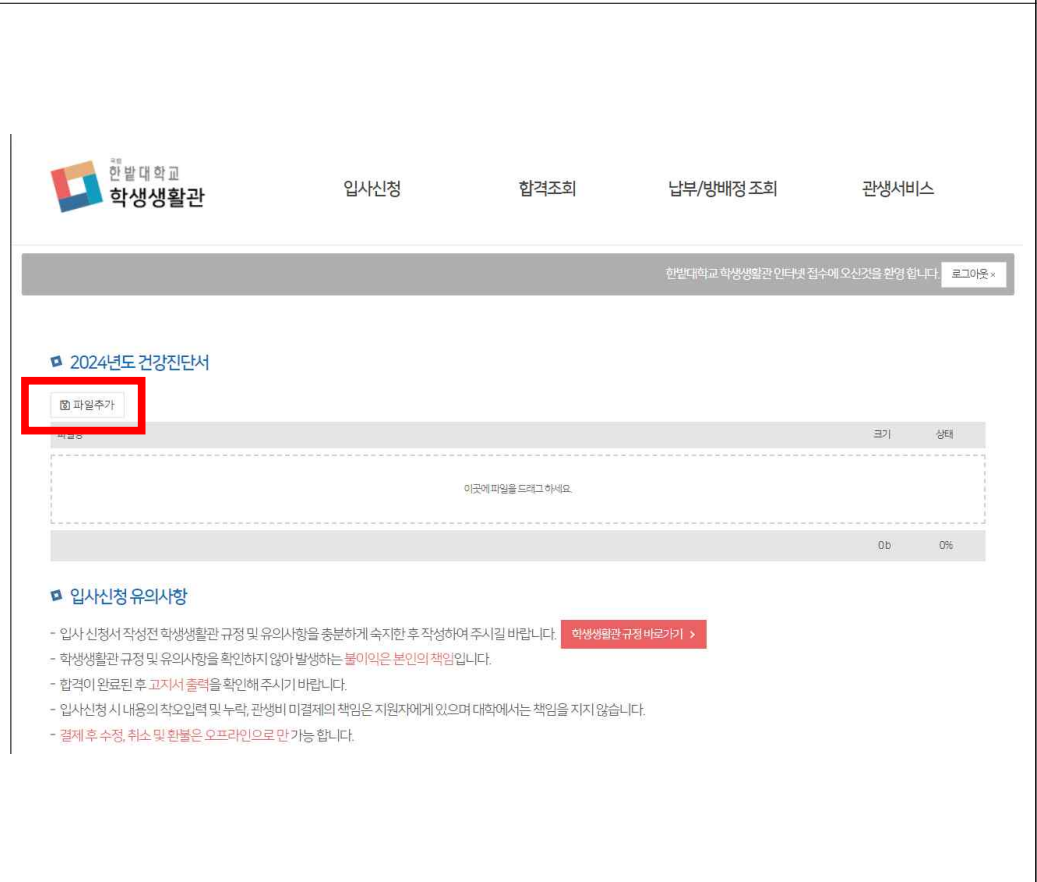 국립
한밭대학교
학생생활관
입사신청 합격조회 납부/방배정 조회 관생서비스
한밭대학교 학생생활관 인터넷 접수에 오신것을 환영 합니다. 로그아웃 ×
2024년도 건강진단서
파일추가
크기 상태
이곳에 파일을 드래그 하세요.
0 b 0%
입사신청 유의사항
- 입사 신청서 작성전 학생생활관 규정 및 유의사항을 충분하게 숙지한 후 작성하여 주시길 바랍니다. 학생생활관 규정 바로가기 >
- 학생생활관 규정 및 유의사항을 확인하지 않아 발생하는 불이익은 본인의 책임입니다.
- 합격이 완료된 후 고지서 출력을 확인해 주시기 바랍니다.
- 입사신청 시 내용의 착오입력 및 누락, 관생비 미결제의 책임은 지원자에게 있으며 대학에서는 책임을 지지 않습니다.
- 결제 후 수정, 취소 및 환불은 오프라인으로 만 가능 합니다.